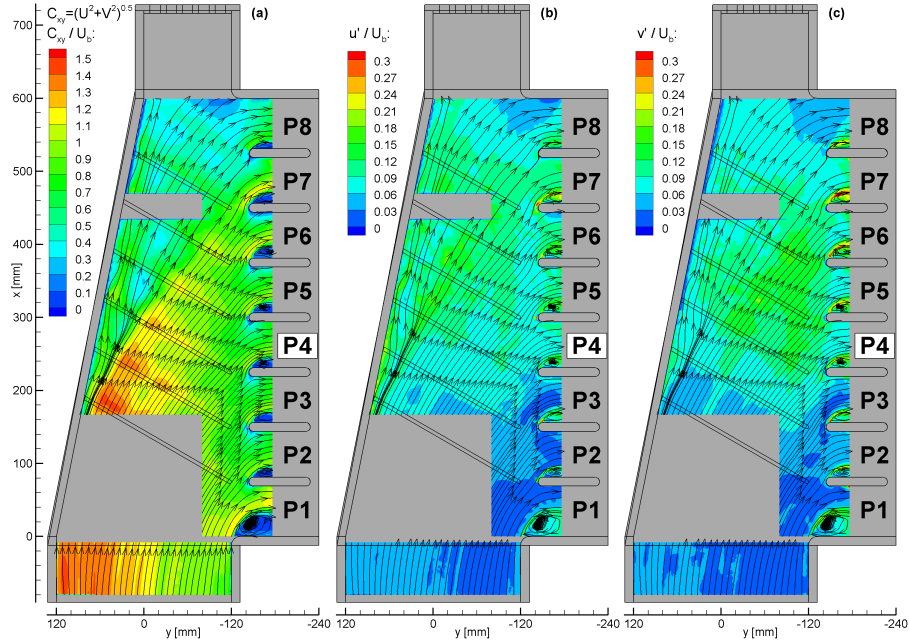 (a)
C_xy=(U²+V²)^0.5
C_xy / U_b:
1.5
1.4
1.3
1.2
1.1
1
0.9
0.8
0.7
0.6
0.5
0.4
0.3
0.2
0.1
0
P8
P7
P6
P5
P4
P3
P2
P1
700
600
500
400
300
200
100
0
x [mm]
120 0 -120 -240
y [mm]
(b)
u' / U_b:
0.3
0.27
0.24
0.21
0.18
0.15
0.12
0.09
0.06
0.03
0
P8
P7
P6
P5
P4
P3
P2
P1
120 0 -120 -240
y [mm]
(c)
v' / U_b:
0.3
0.27
0.24
0.21
0.18
0.15
0.12
0.09
0.06
0.03
0
P8
P7
P6
P5
P4
P3
P2
P1
120 0 -120 -240
y [mm]